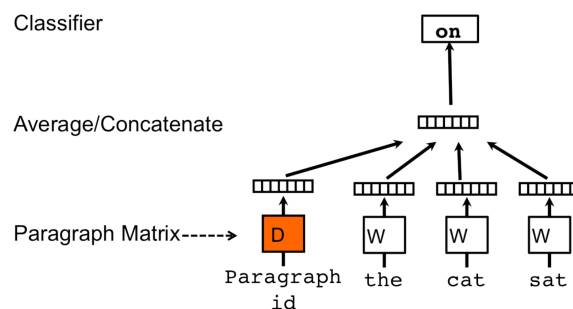 Classifier
on
Average/Concatenate
Paragraph Matrix
D
W
W
W
Paragraph
id
the
cat
sat